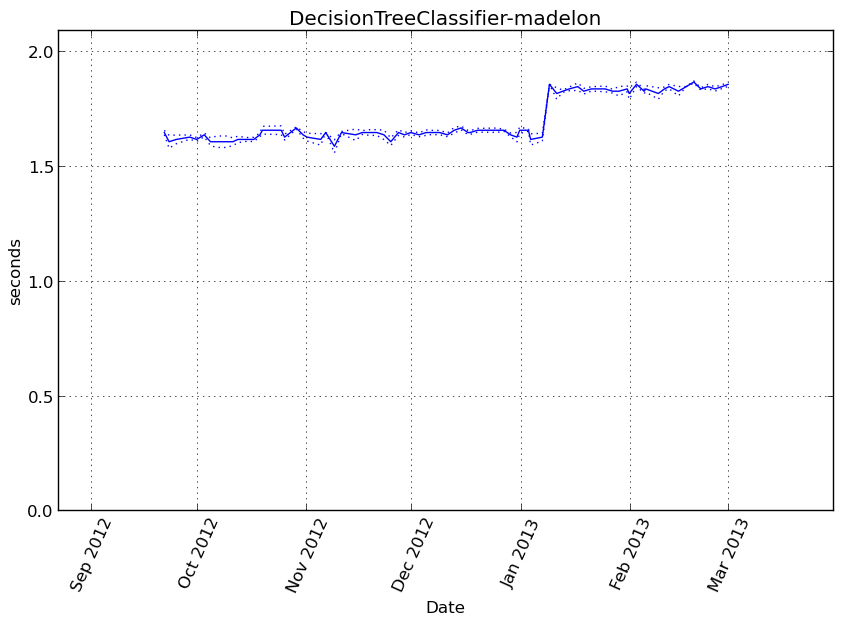 DecisionTreeClassifier-madelon
2.0
1.5
1.0
0.5
0.0
seconds
Sep 2012
Oct 2012
Nov 2012
Dec 2012
Jan 2013
Feb 2013
Mar 2013
Date